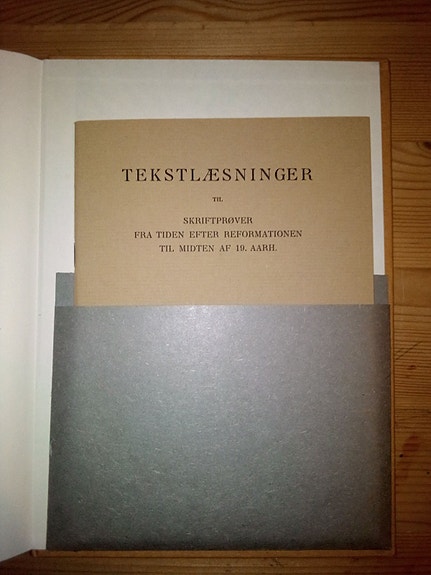 TEKSTLÆSNINGER
TIL
SKRIFTPRØVER
FRA TIDEN EFTER REFORMATIONEN
TIL MIDTEN AF 19. AARH.